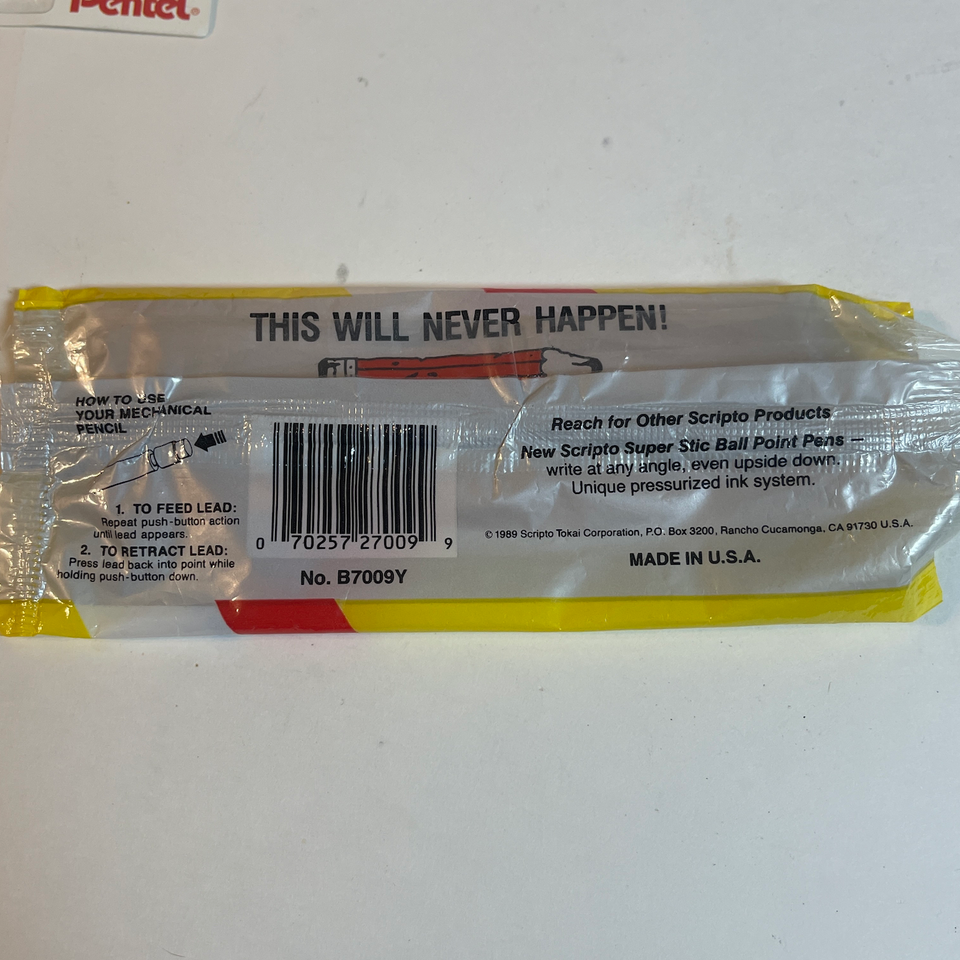 Pentel®
THIS WILL NEVER HAPPEN!
HOW TO USE
YOUR MECHANICAL
PENCIL
1. TO FEED LEAD:
Repeat push-button action
until lead appears.
2. TO RETRACT LEAD:
Press lead back into point while
holding push-button down.
0 70257 27009 9
No. B7009Y
Reach for Other Scripto Products
New Scripto Super Stic Ball Point Pens —
write at any angle, even upside down.
Unique pressurized ink system.
© 1989 Scripto Tokai Corporation, P.O. Box 3200, Rancho Cucamonga, CA 91730 U.S.A.
MADE IN U.S.A.